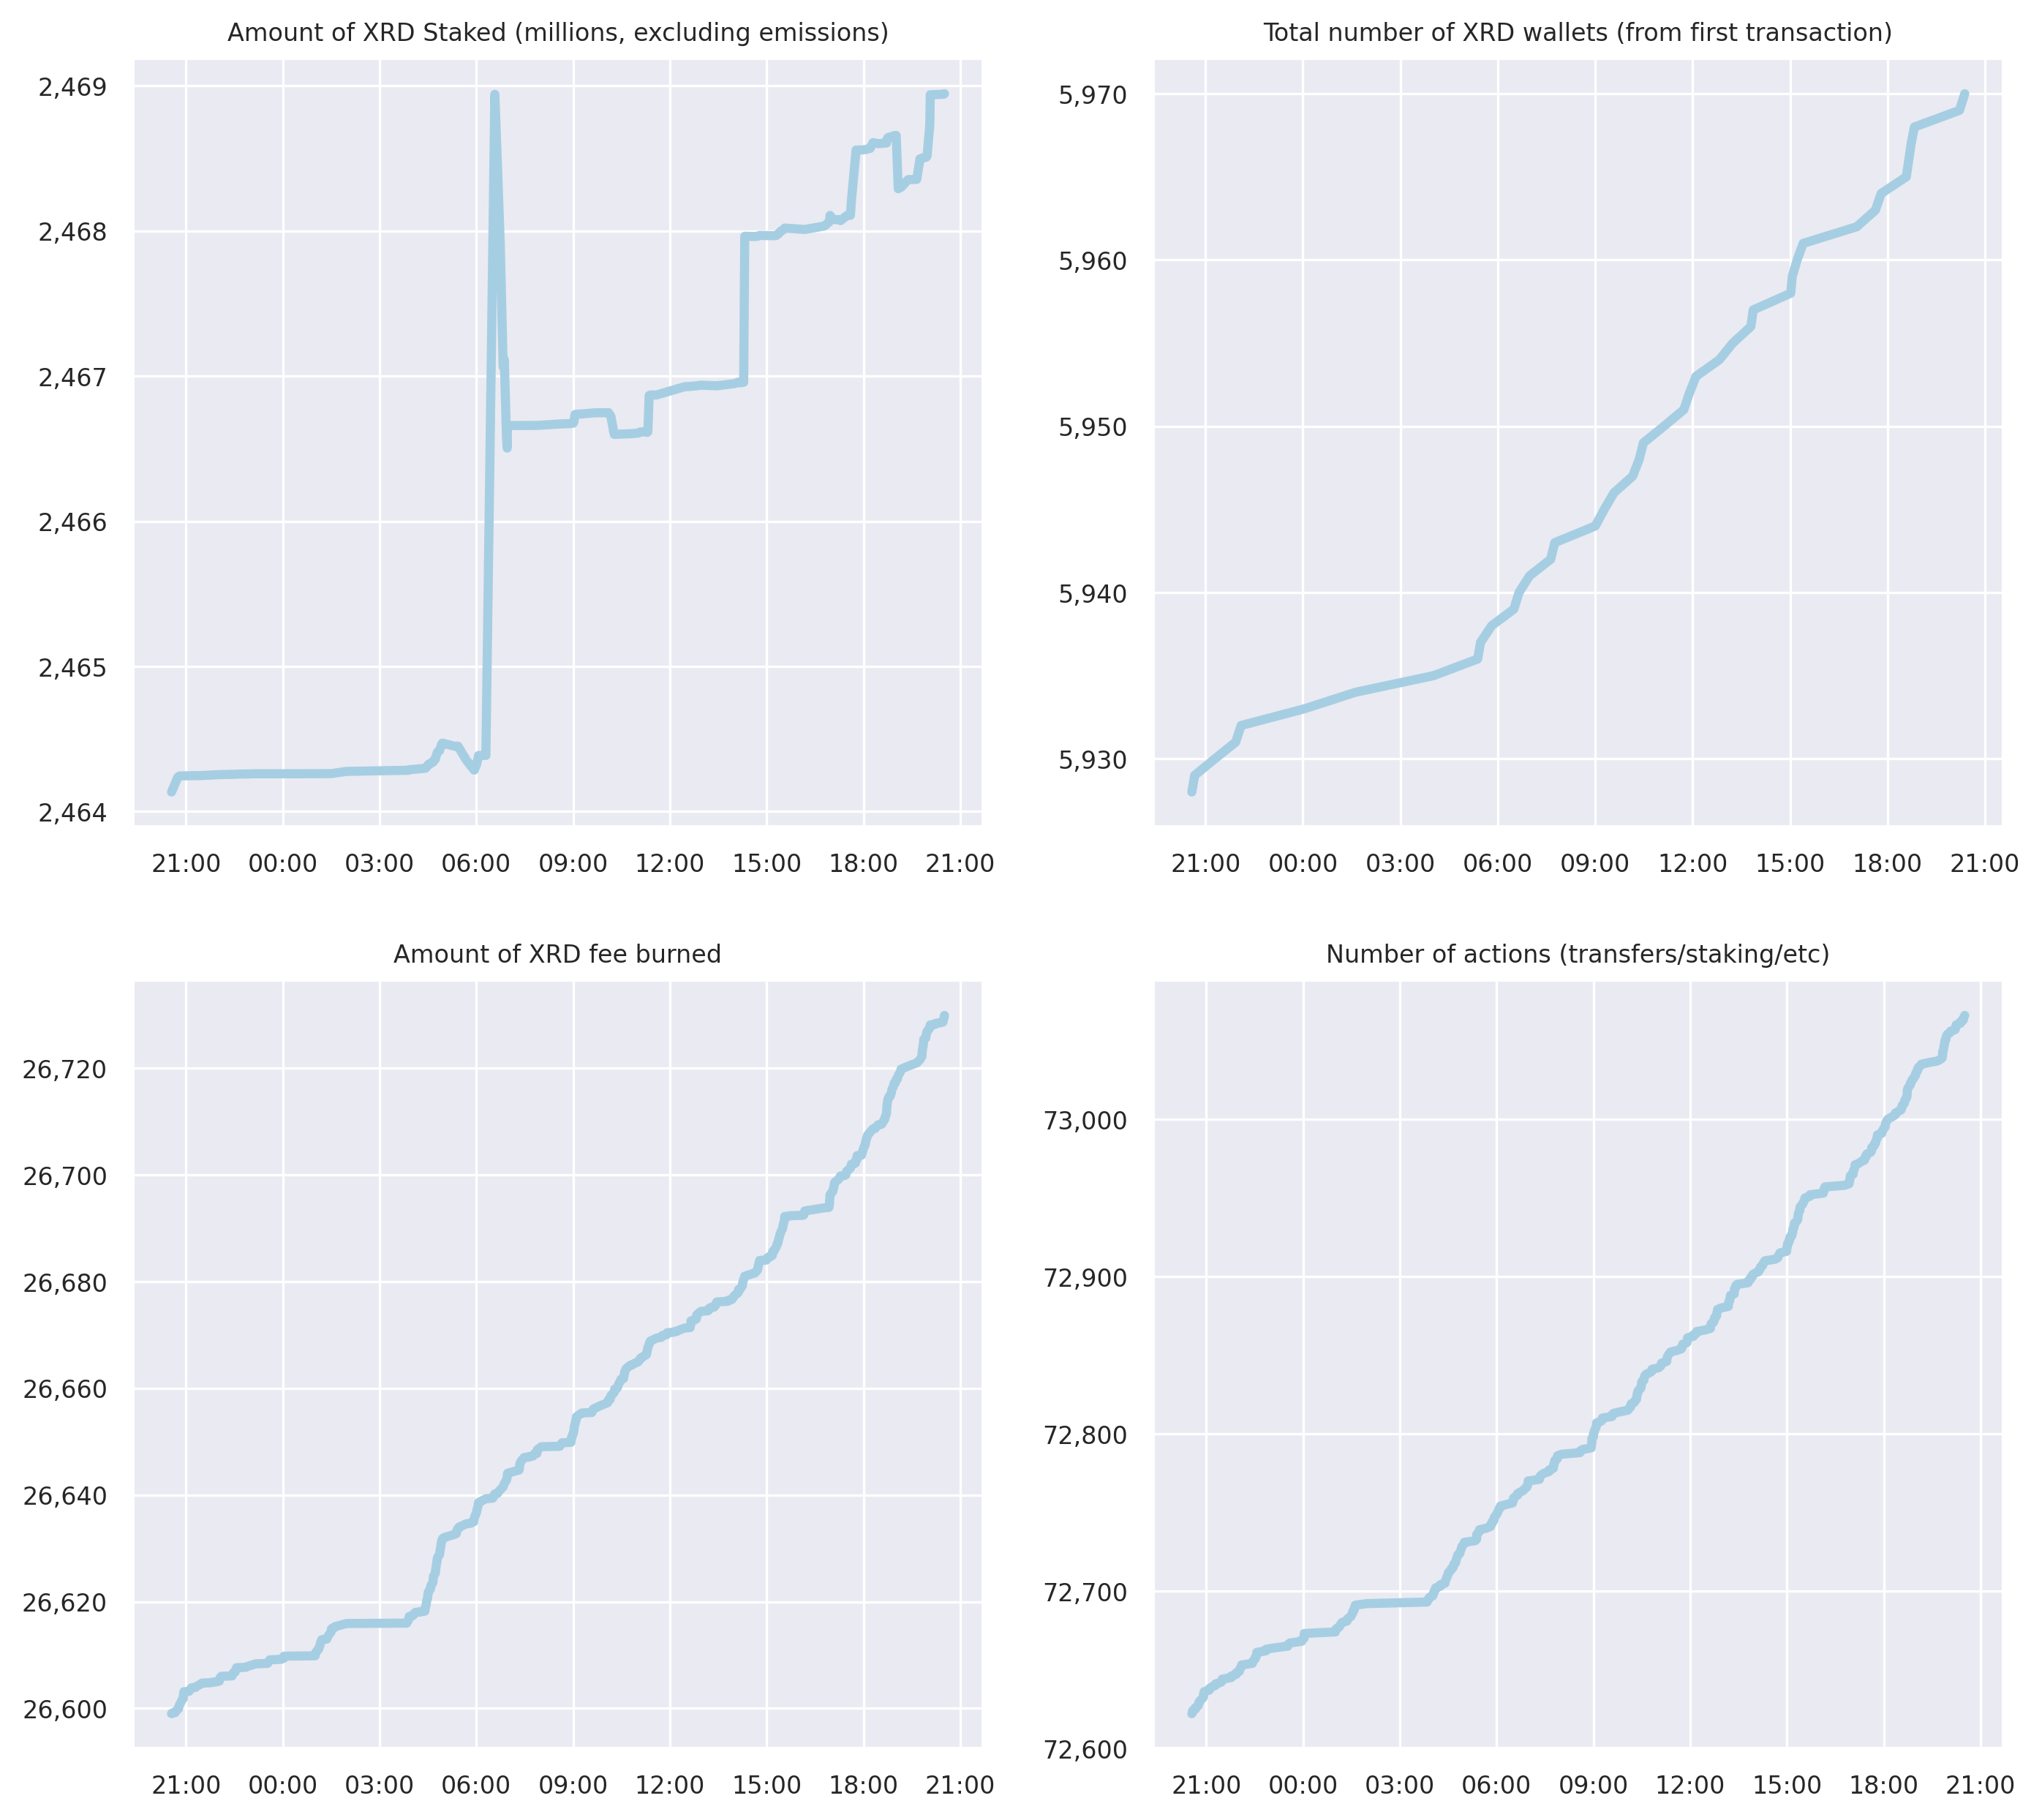 Amount of XRD Staked (millions, excluding emissions)
2,469
2,468
2,467
2,466
2,465
2,464
21:00 00:00 03:00 06:00 09:00 12:00 15:00 18:00 21:00
Total number of XRD wallets (from first transaction)
5,970
5,960
5,950
5,940
5,930
21:00 00:00 03:00 06:00 09:00 12:00 15:00 18:00 21:00
Amount of XRD fee burned
26,720
26,700
26,680
26,660
26,640
26,620
26,600
21:00 00:00 03:00 06:00 09:00 12:00 15:00 18:00 21:00
Number of actions (transfers/staking/etc)
73,000
72,900
72,800
72,700
72,600
21:00 00:00 03:00 06:00 09:00 12:00 15:00 18:00 21:00